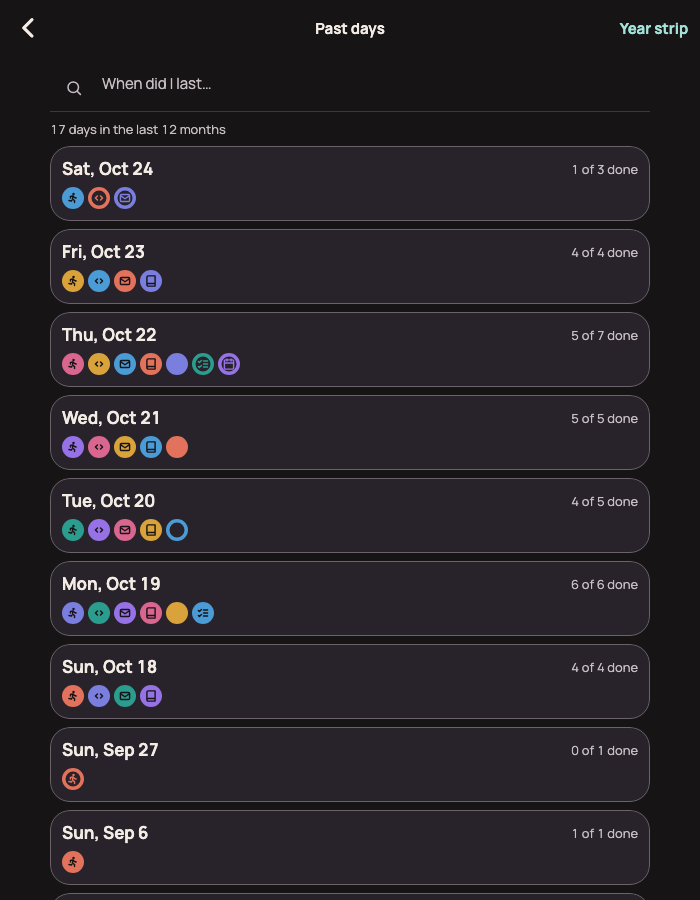 Past days
Year strip
When did I last...
17 days in the last 12 months
Sat, Oct 24
1 of 3 done
Fri, Oct 23
4 of 4 done
Thu, Oct 22
5 of 7 done
Wed, Oct 21
5 of 5 done
Tue, Oct 20
4 of 5 done
Mon, Oct 19
6 of 6 done
Sun, Oct 18
4 of 4 done
Sun, Sep 27
0 of 1 done
Sun, Sep 6
1 of 1 done